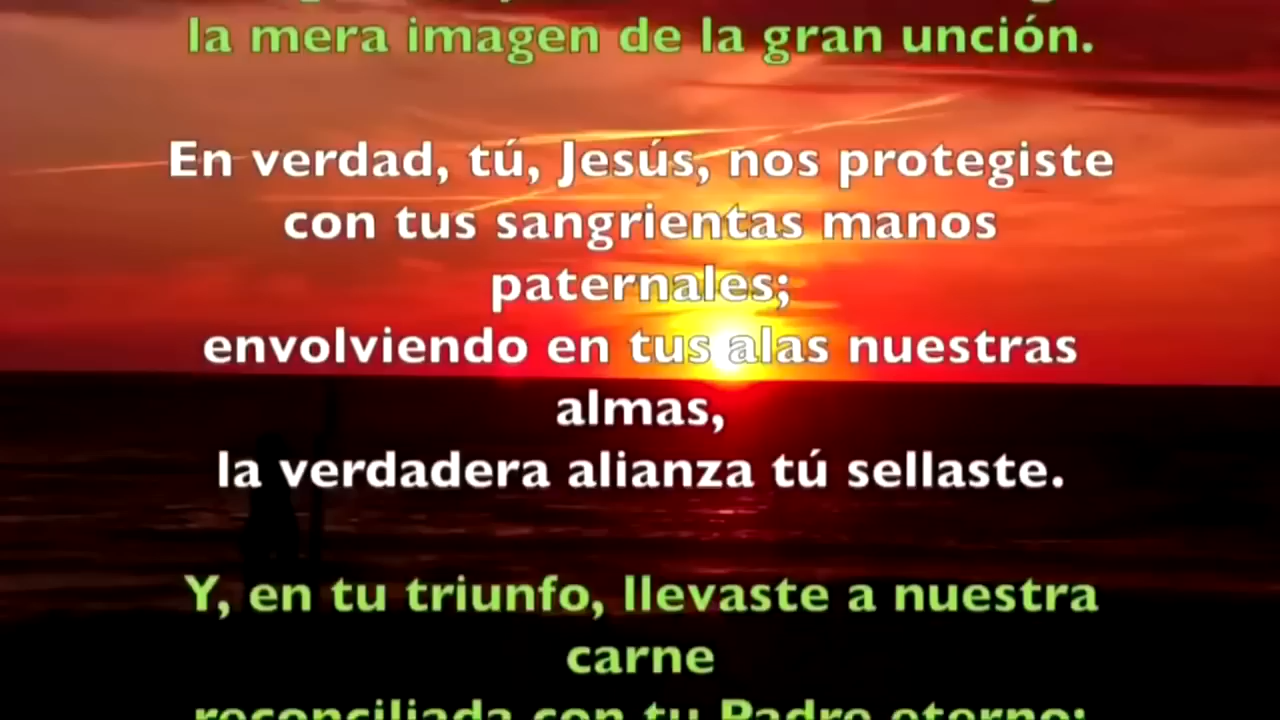 la mera imagen de la gran unción.
En verdad, tú, Jesús, nos protegiste
con tus sangrientas manos
paternales;
envolviendo en tus alas nuestras
almas,
la verdadera alianza tú sellaste.
Y, en tu triunfo, llevaste a nuestra
carne
reconciliada con tu Padre eterno;